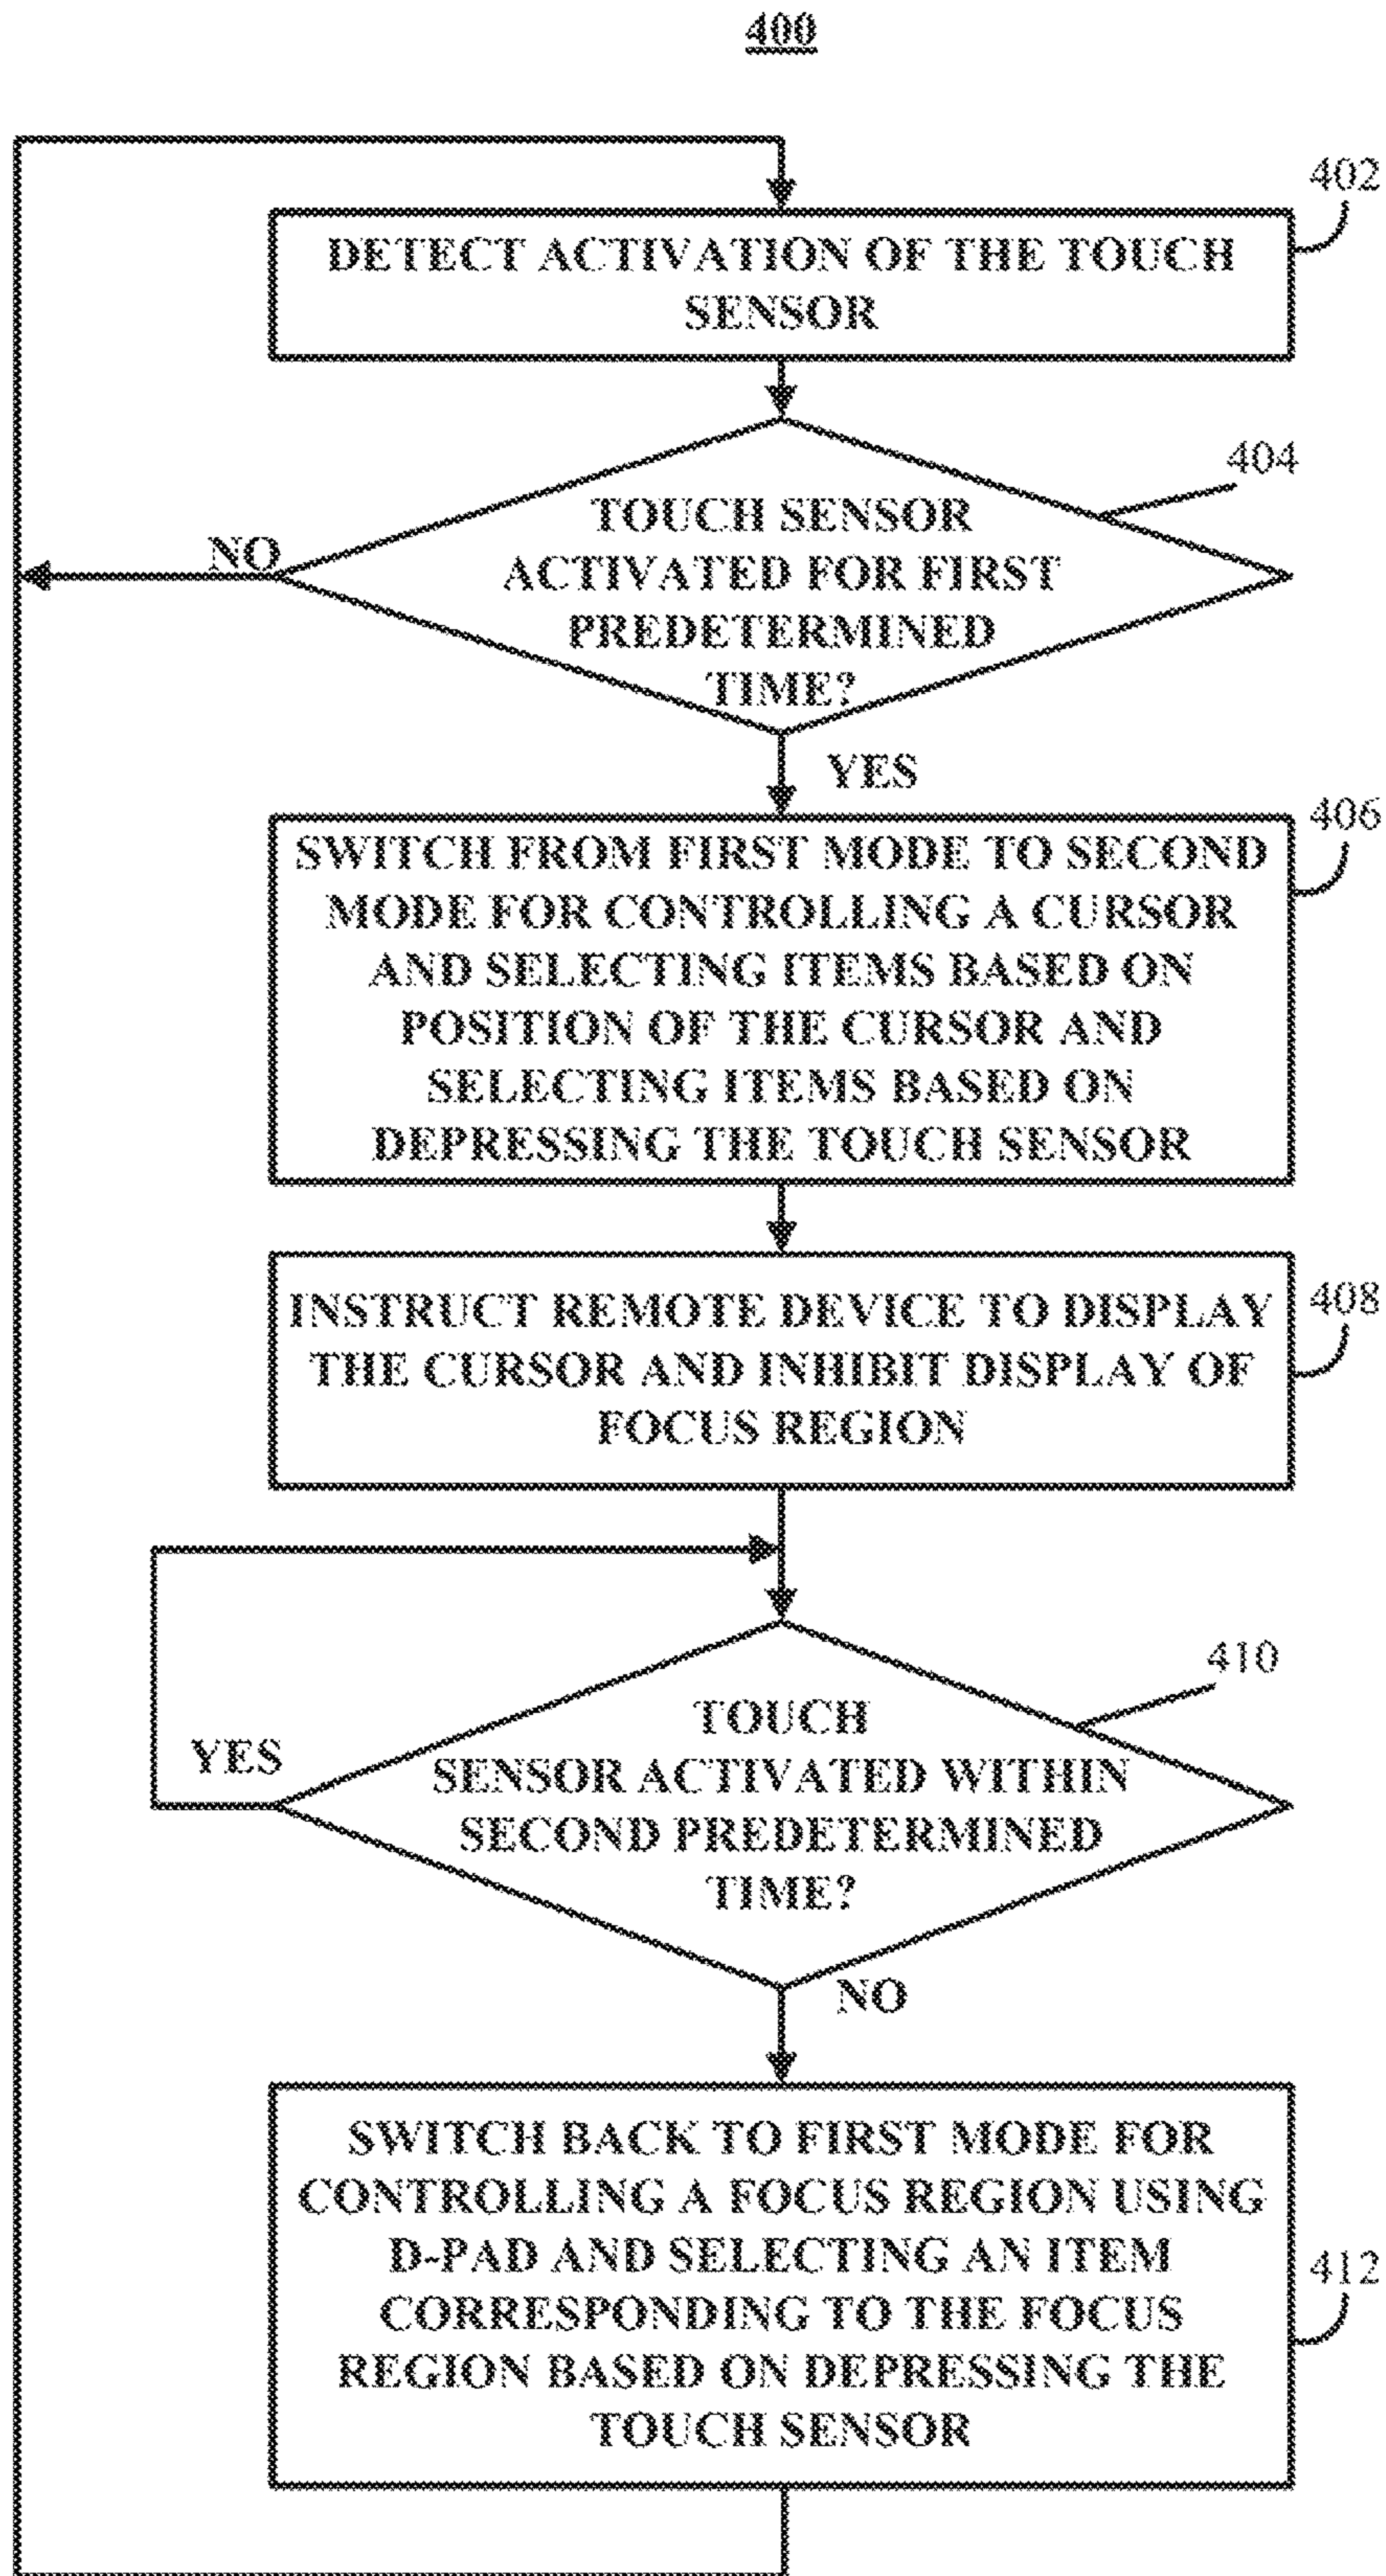 400
402
DETECT ACTIVATION OF THE TOUCH
SENSOR
404
TOUCH SENSOR
ACTIVATED FOR FIRST
PREDETERMINED
TIME?
NO
YES
406
SWITCH FROM FIRST MODE TO SECOND
MODE FOR CONTROLLING A CURSOR
AND SELECTING ITEMS BASED ON
POSITION OF THE CURSOR AND
SELECTING ITEMS BASED ON
DEPRESSING THE TOUCH SENSOR
408
INSTRUCT REMOTE DEVICE TO DISPLAY
THE CURSOR AND INHIBIT DISPLAY OF
FOCUS REGION
410
TOUCH
SENSOR ACTIVATED WITHIN
SECOND PREDETERMINED
TIME?
YES
NO
412
SWITCH BACK TO FIRST MODE FOR
CONTROLLING A FOCUS REGION USING
D-PAD AND SELECTING AN ITEM
CORRESPONDING TO THE FOCUS
REGION BASED ON DEPRESSING THE
TOUCH SENSOR